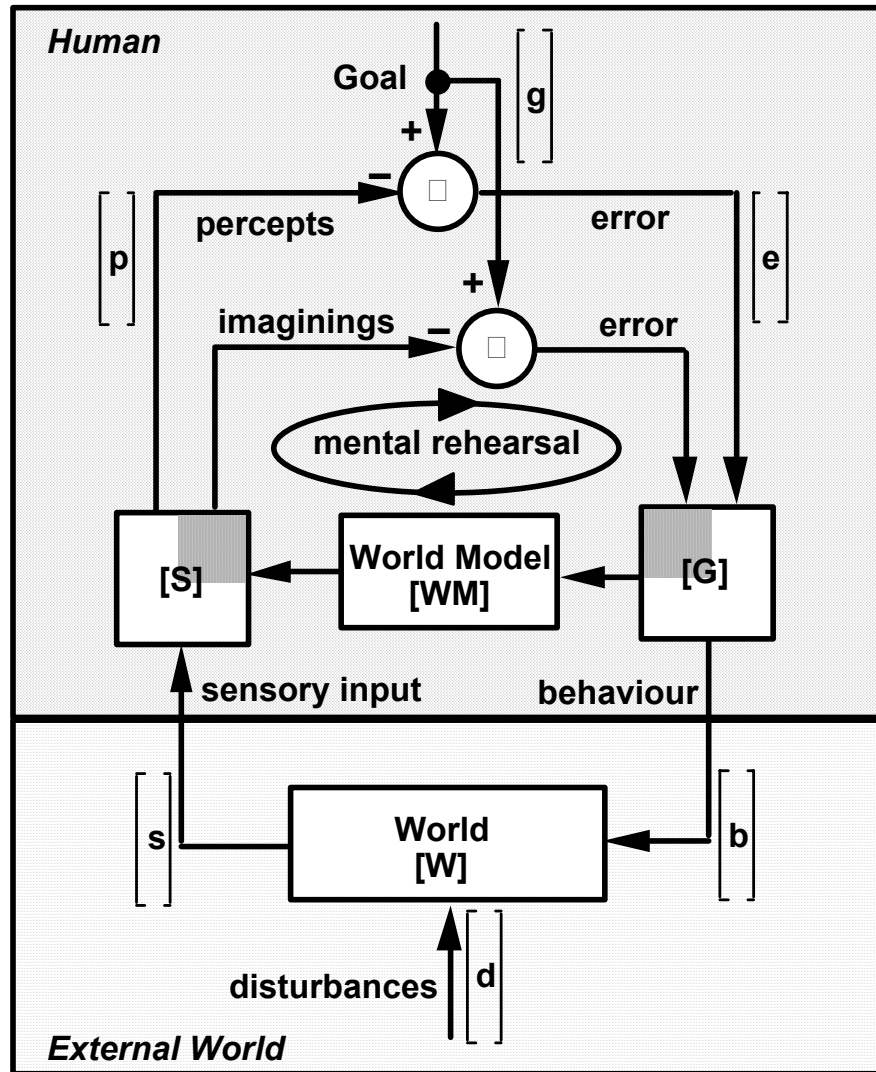 Human
Goal
[g]
+
−
percepts
error
[p]
[e]
+
imaginings
−
error
mental rehearsal
[S]
World Model
[WM]
[G]
sensory input
behaviour
[s]
World
[W]
[b]
disturbances
[d]
External World